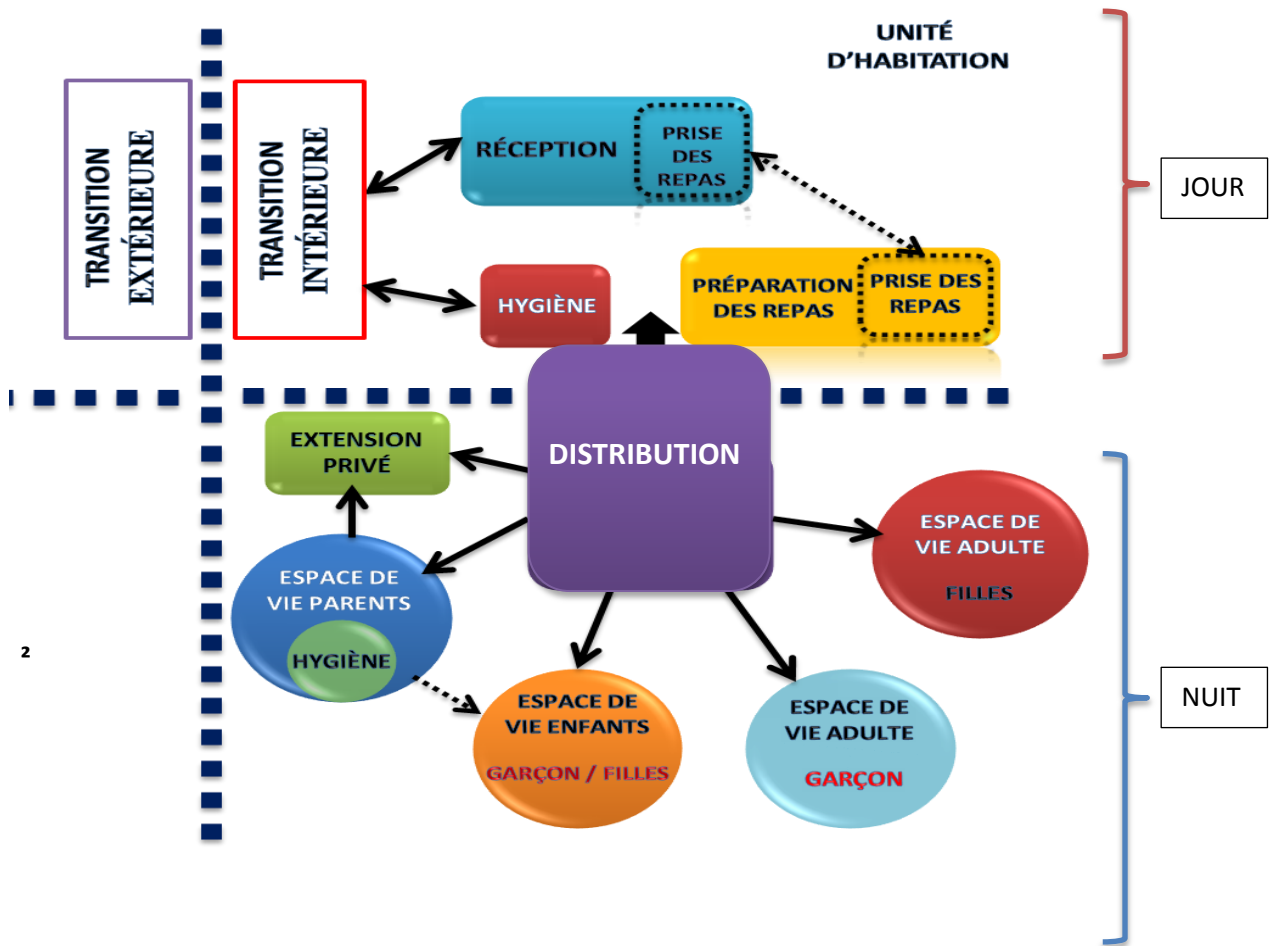 UNITÉ
D'HABITATION
TRANSITION
EXTÉRIEURE
TRANSITION
INTÉRIEURE
RÉCEPTION
PRISE
DES
REPAS
JOUR
HYGIÈNE
PRÉPARATION
DES REPAS
PRISE DES
REPAS
DISTRIBUTION
EXTENSION
PRIVÉ
ESPACE DE
VIE ADULTE
FILLES
ESPACE DE
VIE PARENTS
HYGIÈNE
2
ESPACE DE
VIE ENFANTS
GARÇON / FILLES
ESPACE DE
VIE ADULTE
GARÇON
NUIT